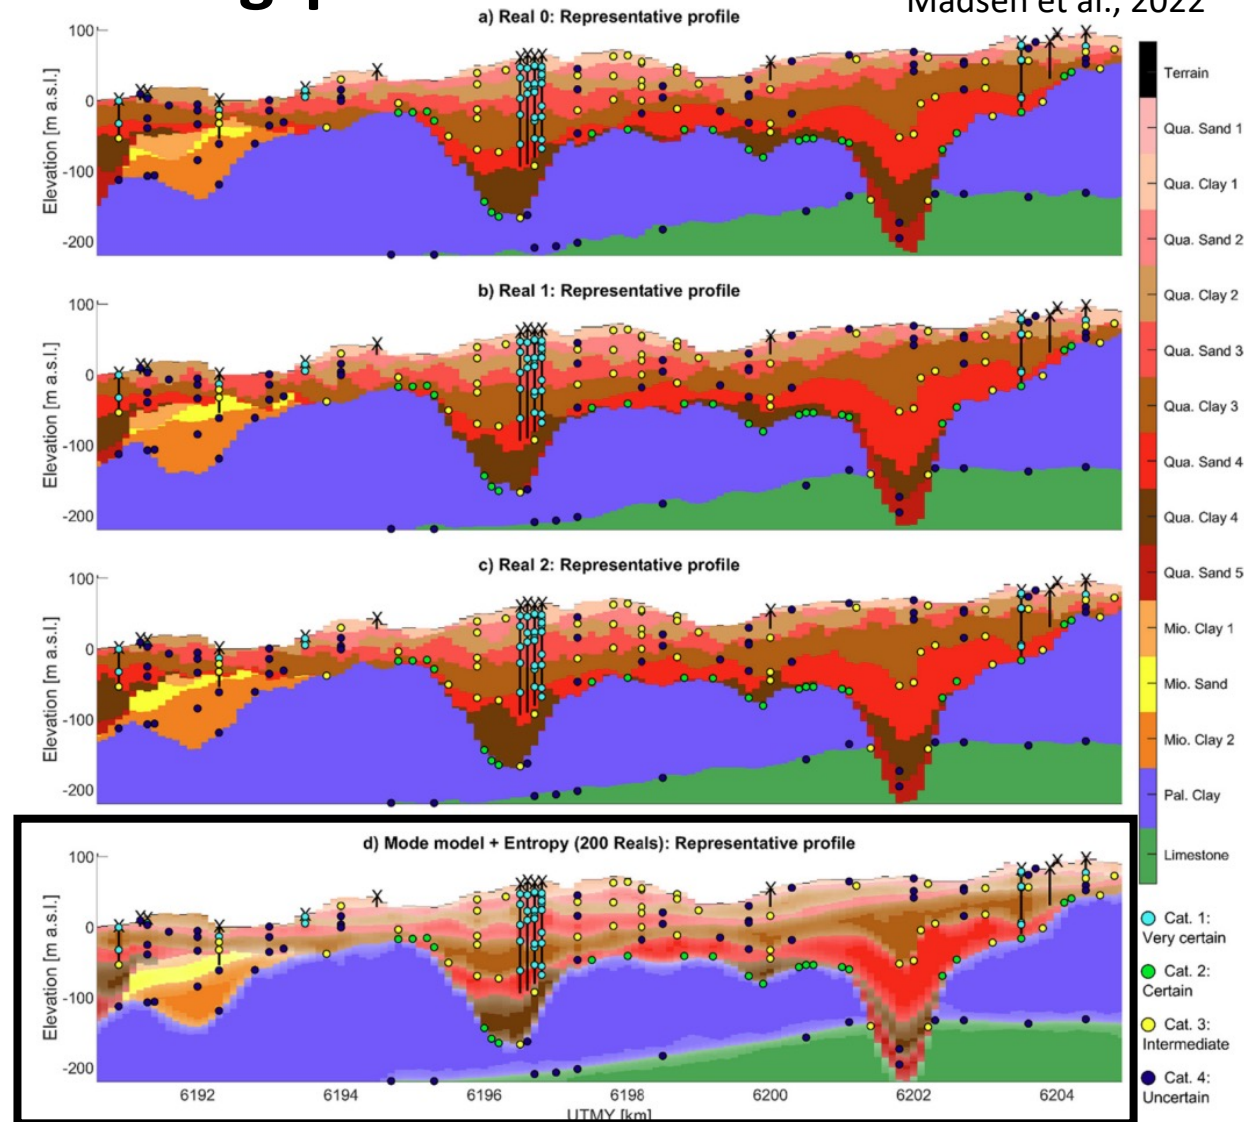 Madsen et al., 2022
a) Real 0: Representative profile
100
0
-100
-200
Elevation [m a.s.l.]
b) Real 1: Representative profile
100
0
-100
-200
Elevation [m a.s.l.]
c) Real 2: Representative profile
100
0
-100
-200
Elevation [m a.s.l.]
d) Mode model + Entropy (200 Reals): Representative profile
100
0
-100
-200
Elevation [m a.s.l.]
6192 6194 6196 6198 6200 6202 6204
UTMY [km]
Terrain
Qua. Sand 1
Qua. Clay 1
Qua. Sand 2
Qua. Clay 2
Qua. Sand 3
Qua. Clay 3
Qua. Sand 4
Qua. Clay 4
Qua. Sand 5
Mio. Clay 1
Mio. Sand
Mio. Clay 2
Pal. Clay
Limestone
Cat. 1:
Very certain
Cat. 2:
Certain
Cat. 3:
Intermediate
Cat. 4:
Uncertain